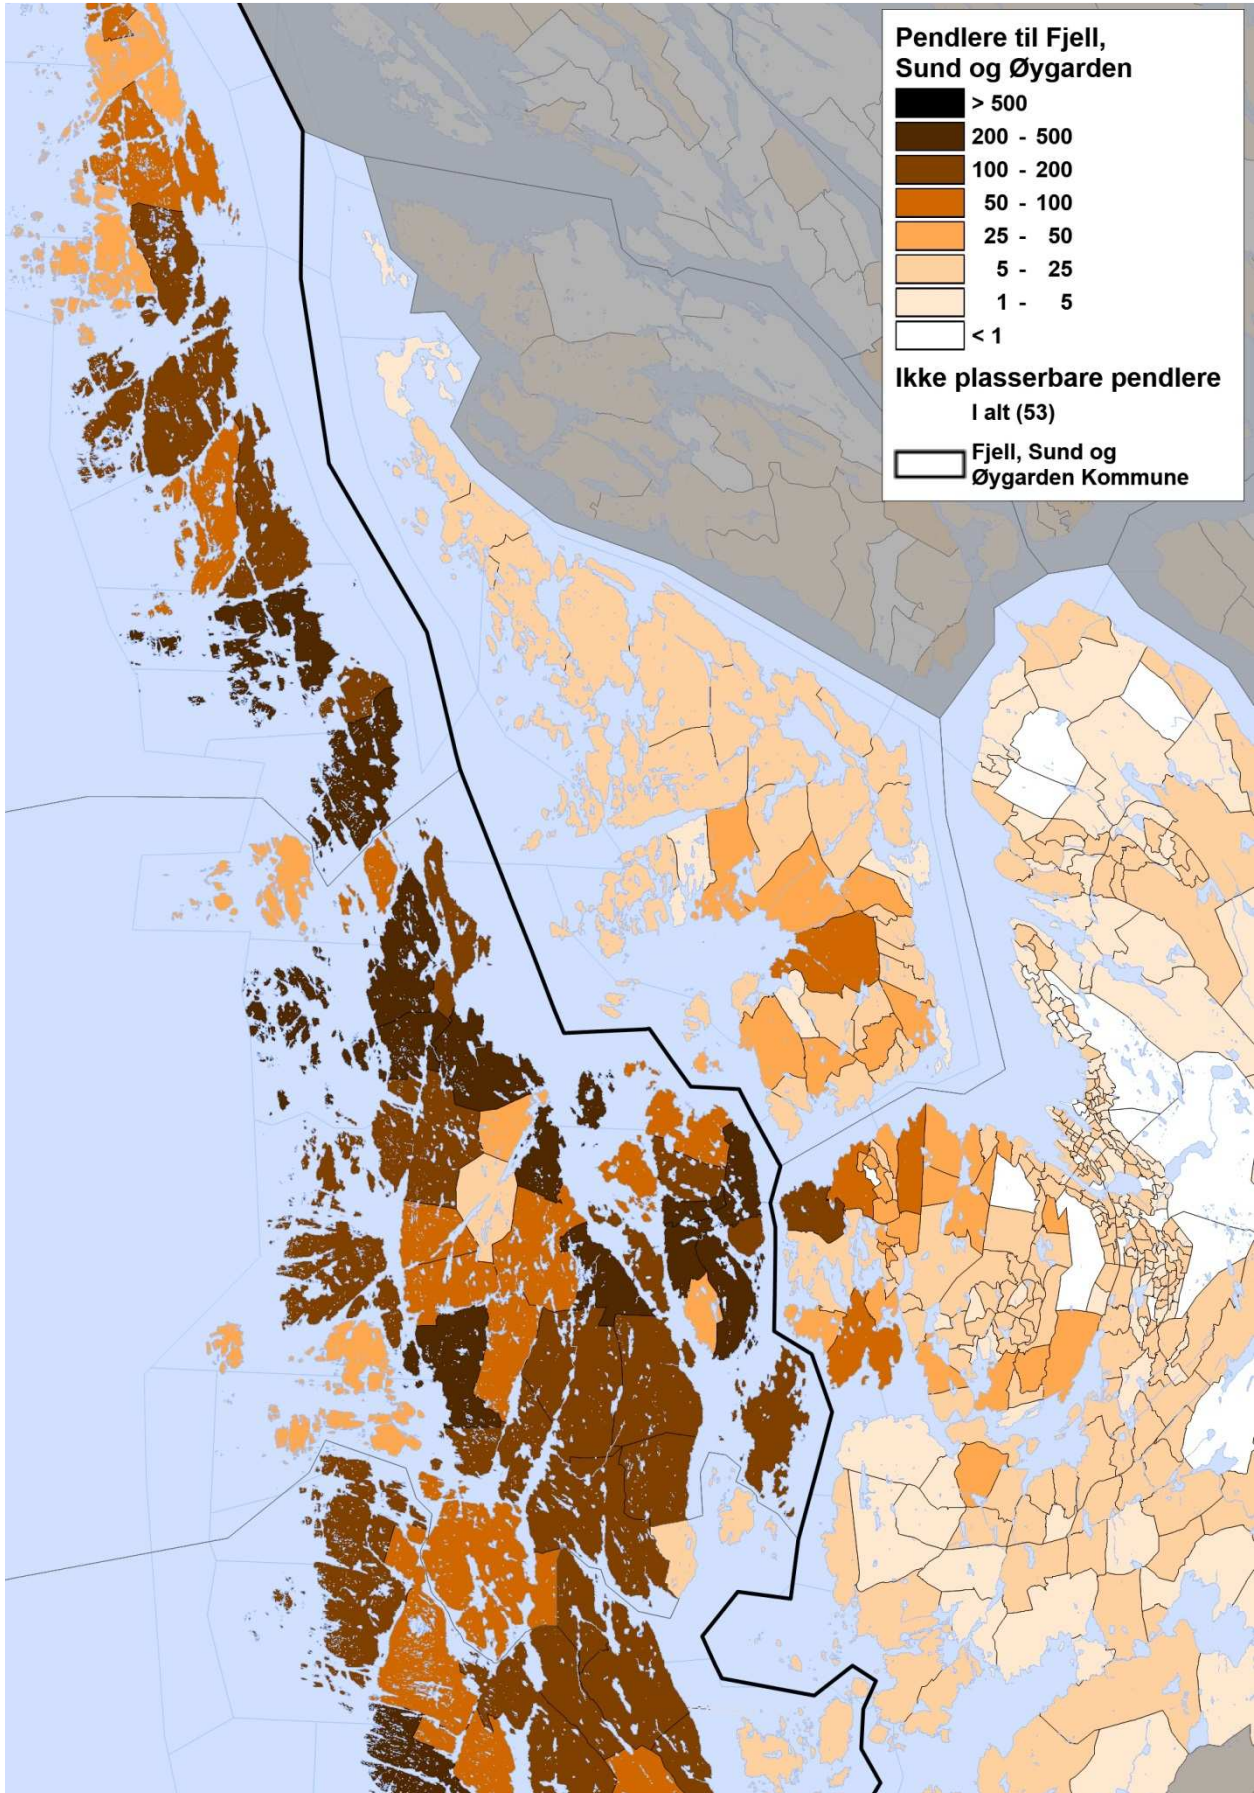 Pendlere til Fjell,
Sund og Øygarden
> 500
200 - 500
100 - 200
50 - 100
25 - 50
5 - 25
1 - 5
< 1
Ikke plasserbare pendlere
I alt (53)
Fjell, Sund og
Øygarden Kommune